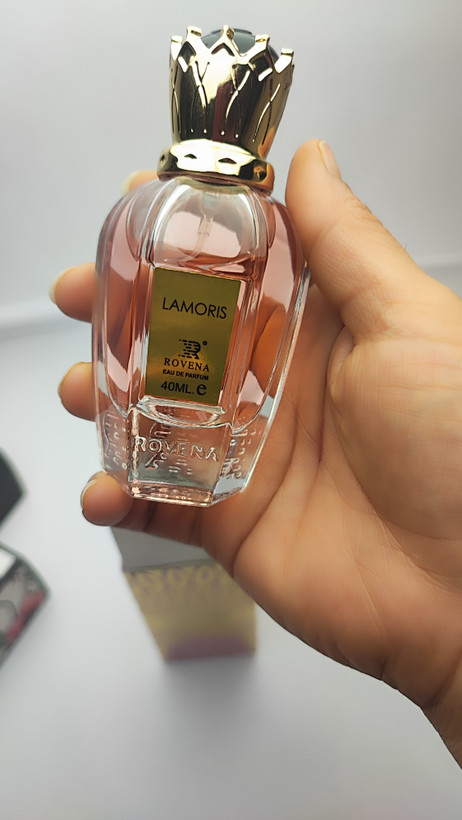 LAMORIS
R
ROVENA
EAU DE PARFUM
40ML. e
ROVENA